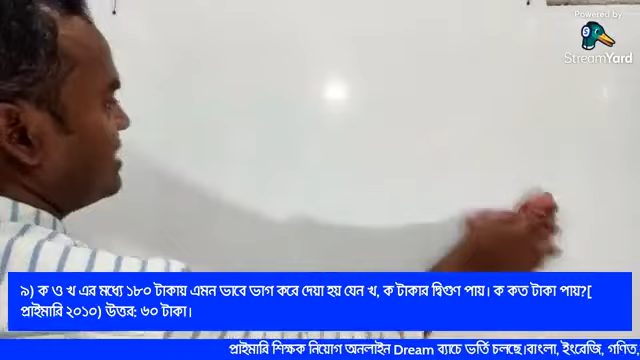 Powered by
StreamYard
৯) ক ও খ এর মধ্যে ১৮০ টাকায় এমন ভাবে ভাগ করে দেয়া হয় যেন খ, ক টাকার দ্বিগুণ পায়। ক কত টাকা পায়?[
প্রাইমারি ২০১০) উত্তর: ৬০ টাকা।
প্রাইমারি শিক্ষক নিয়োগ অনলাইন Dream ব্যাচে ভর্তি চলছে।বাংলা, ইংরেজি, গণিত,